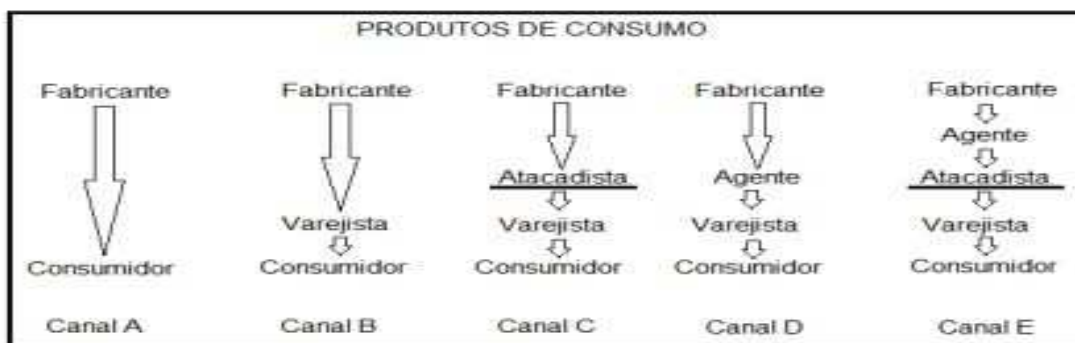 PRODUTOS DE CONSUMO
Fabricante Fabricante Fabricante Fabricante Fabricante
Agente
Atacadista Agente Atacadista
Varejista Varejista Varejista Varejista
Consumidor Consumidor Consumidor Consumidor Consumidor
Canal A Canal B Canal C Canal D Canal E